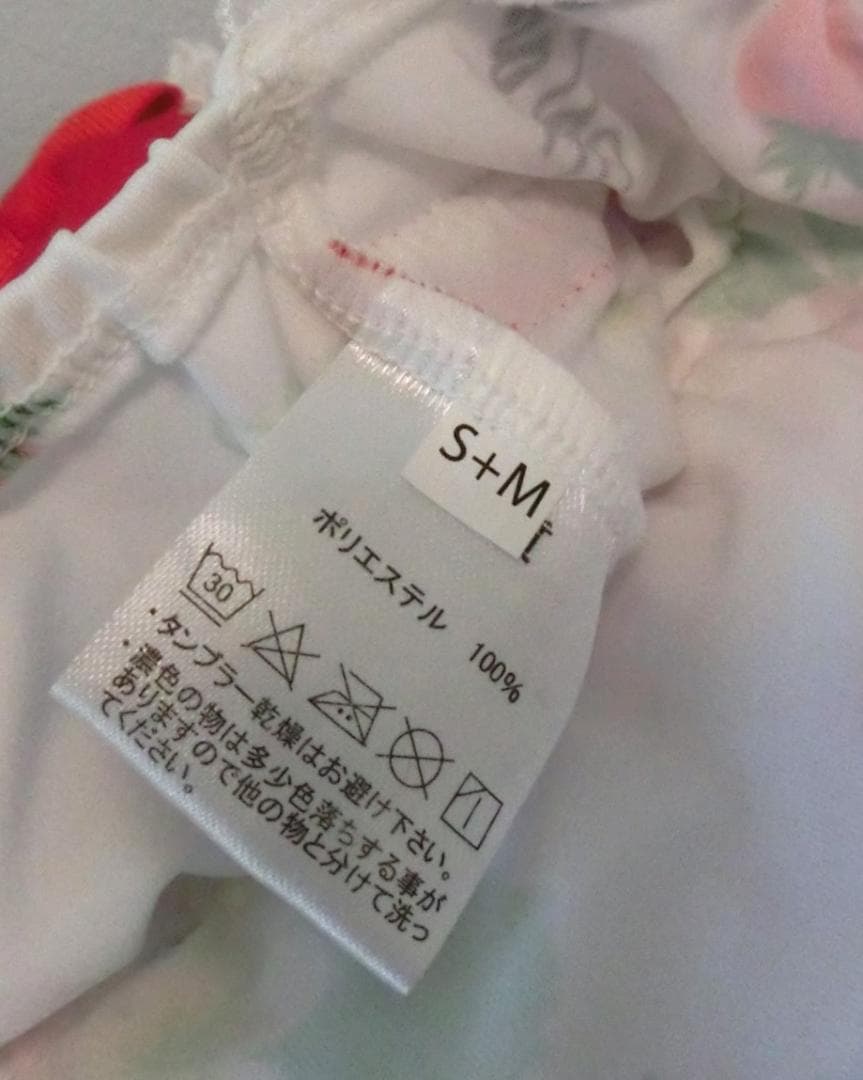 S+M
ポリエステル 100%
30
・タンブラー乾燥はお避け下さい。
・濃色の物は多少色落ちする事が
ありますので他の物と分けて洗っ
てください。